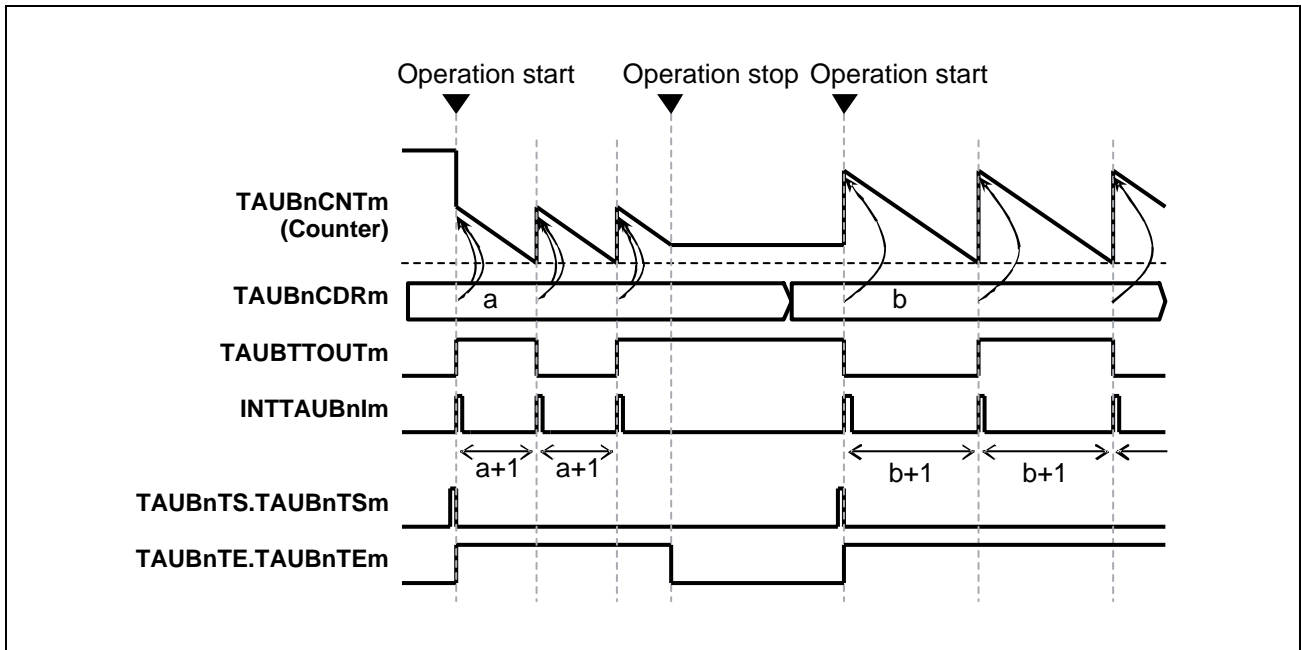 Operation start Operation stop Operation start
TAUBnCNTm
(Counter)
TAUBnCDRm a b
TAUBTTOUTm
INTTAUBnIm
a+1 a+1 b+1 b+1
TAUBnTS.TAUBnTSm
TAUBnTE.TAUBnTEm